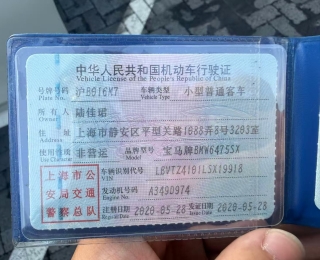 中华人民共和国机动车行驶证
Vehicle License of the People's Republic of China
号牌号码 沪B916X7 车辆类型 小型普通客车
Plate No. Vehicle Type
所有人 陆佳珺
Owner
住址 上海市静安区平型关路1088弄8号3203室
Address
使用性质 非营运 品牌型号 宝马牌BMW6475SX
Use Character Model
上海市公 车辆识别代号
安局交通 VIN
警察总队 发动机号码 A3490974
Engine No.
注册日期 2020-05-28 发证日期 2020-05-28
Register Date Issue Date